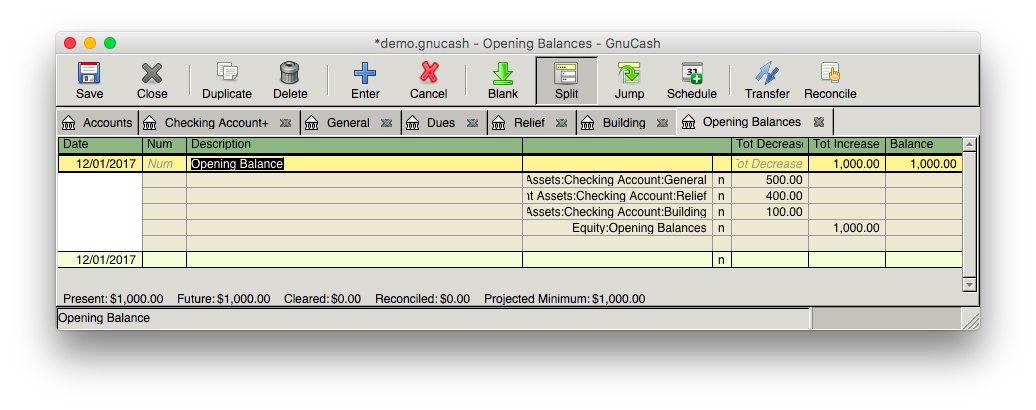 *demo.gnucash - Opening Balances - GnuCash
Save Close Duplicate Delete Enter Cancel Blank Split Jump Schedule Transfer Reconcile
Accounts Checking Account+ General Dues Relief Building Opening Balances
Date Num Description Tot Decreas Tot Increase Balance
12/01/2017 Num Opening Balance Tot Decrease 1,000.00 1,000.00
Assets:Checking Account:General n 500.00
nt Assets:Checking Account:Relief n 400.00
Assets:Checking Account:Building n 100.00
Equity:Opening Balances n 1,000.00
12/01/2017 n
Present: $1,000.00 Future: $1,000.00 Cleared: $0.00 Reconciled: $0.00 Projected Minimum: $1,000.00
Opening Balance